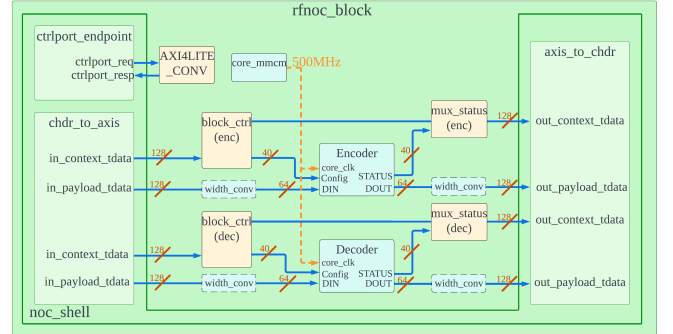 rfnoc_block
ctrlport_endpoint
ctrlport_req
ctrlport_resp
AXI4LITE
_CONV
core_mmcm
500MHz
axis_to_chdr
chdr_to_axis
block_ctrl
(enc)
mux_status
(enc)
128
out_context_tdata
in_context_tdata
128
40
Encoder
core_clk
Config
STATUS
DIN
DOUT
40
in_payload_tdata
128
width_conv
64
64
width_conv
128
out_payload_tdata
block_ctrl
(dec)
mux_status
(dec)
128
out_context_tdata
in_context_tdata
128
40
Decoder
core_clk
Config
STATUS
DIN
DOUT
40
in_payload_tdata
128
width_conv
64
64
width_conv
128
out_payload_tdata
noc_shell